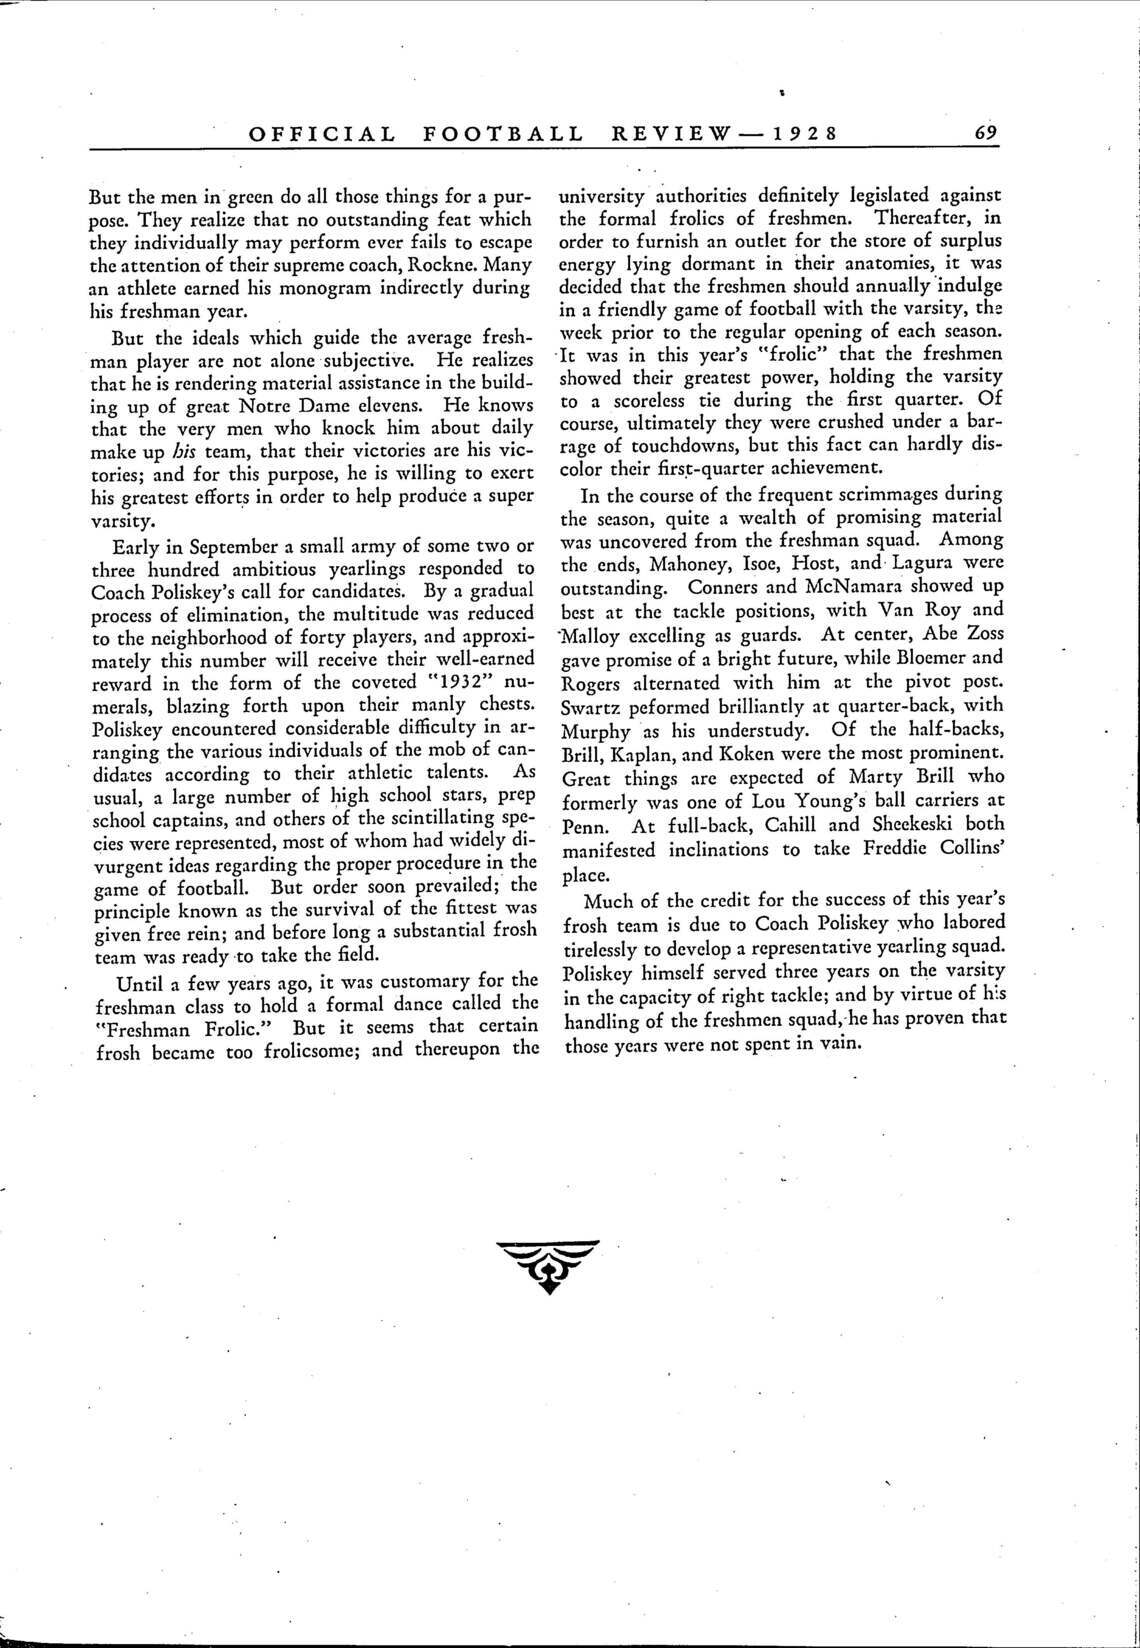 OFFICIAL FOOTBALL REVIEW—1928 69
But the men in green do all those things for a pur-
pose. They realize that no outstanding feat which
they individually may perform ever fails to escape
the attention of their supreme coach, Rockne. Many
an athlete earned his monogram indirectly during
his freshman year.
But the ideals which guide the average fresh-
man player are not alone subjective. He realizes
that he is rendering material assistance in the build-
ing up of great Notre Dame elevens. He knows
that the very men who knock him about daily
make up his team, that their victories are his vic-
tories; and for this purpose, he is willing to exert
his greatest efforts in order to help produce a super
varsity.
Early in September a small army of some two or
three hundred ambitious yearlings responded to
Coach Poliskey's call for candidates. By a gradual
process of elimination, the multitude was reduced
to the neighborhood of forty players, and approxi-
mately this number will receive their well-earned
reward in the form of the coveted "1932" nu-
merals, blazing forth upon their manly chests.
Poliskey encountered considerable difficulty in ar-
ranging the various individuals of the mob of can-
didates according to their athletic talents. As
usual, a large number of high school stars, prep
school captains, and others of the scintillating spe-
cies were represented, most of whom had widely di-
vurgent ideas regarding the proper procedure in the
game of football. But order soon prevailed; the
principle known as the survival of the fittest was
given free rein; and before long a substantial frosh
team was ready to take the field.
Until a few years ago, it was customary for the
freshman class to hold a formal dance called the
"Freshman Frolic." But it seems that certain
frosh became too frolicsome; and thereupon the
university authorities definitely legislated against
the formal frolics of freshmen. Thereafter, in
order to furnish an outlet for the store of surplus
energy lying dormant in their anatomies, it was
decided that the freshmen should annually indulge
in a friendly game of football with the varsity, the
week prior to the regular opening of each season.
It was in this year's "frolic" that the freshmen
showed their greatest power, holding the varsity
to a scoreless tie during the first quarter. Of
course, ultimately they were crushed under a bar-
rage of touchdowns, but this fact can hardly dis-
color their first-quarter achievement.
In the course of the frequent scrimmages during
the season, quite a wealth of promising material
was uncovered from the freshman squad. Among
the ends, Mahoney, Isoe, Host, and Lagura were
outstanding. Conners and McNamara showed up
best at the tackle positions, with Van Roy and
Malloy excelling as guards. At center, Abe Zoss
gave promise of a bright future, while Bloemer and
Rogers alternated with him at the pivot post.
Swartz peformed brilliantly at quarter-back, with
Murphy as his understudy. Of the half-backs,
Brill, Kaplan, and Koken were the most prominent.
Great things are expected of Marty Brill who
formerly was one of Lou Young's ball carriers at
Penn. At full-back, Cahill and Sheekeski both
manifested inclinations to take Freddie Collins'
place.
Much of the credit for the success of this year's
frosh team is due to Coach Poliskey who labored
tirelessly to develop a representative yearling squad.
Poliskey himself served three years on the varsity
in the capacity of right tackle; and by virtue of his
handling of the freshmen squad, he has proven that
those years were not spent in vain.